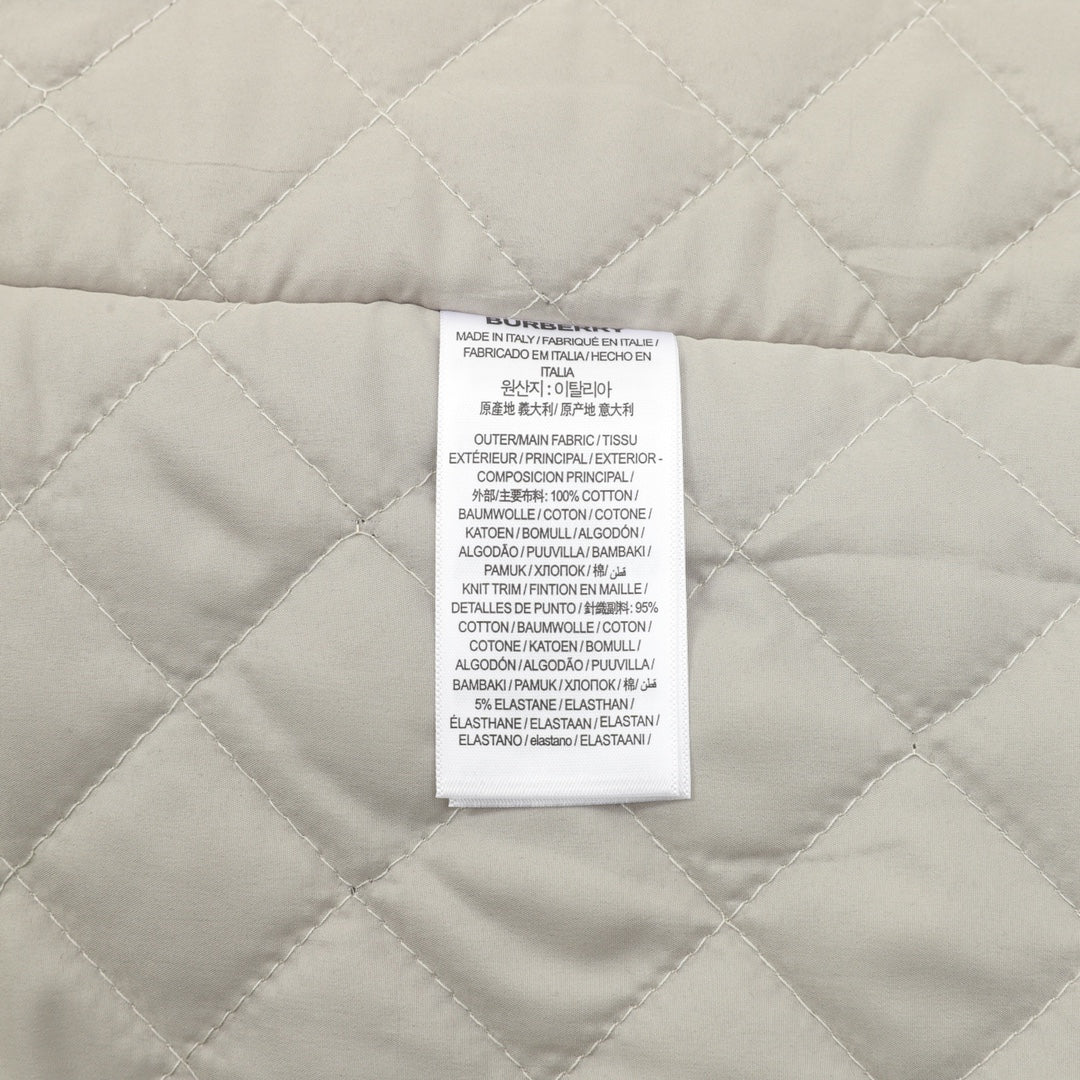 BURBERRY
MADE IN ITALY / FABRIQUÉ EN ITALIE /
FABRICADO EM ITALIA / HECHO EN
ITALIA
원산지 : 이탈리아
原產地 義大利/ 原产地 意大利
OUTER/MAIN FABRIC / TISSU
EXTÉRIEUR / PRINCIPAL / EXTERIOR -
COMPOSICION PRINCIPAL /
外部/主要布料: 100% COTTON /
BAUMWOLLE / COTON / COTONE /
KATOEN / BOMULL / ALGODÓN /
ALGODÃO / PUUVILLA / BAMBAKI /
PAMUK / ХЛОПОК / 棉/ قطن
KNIT TRIM / FINTION EN MAILLE /
DETALLES DE PUNTO / 針織副料: 95%
COTTON / BAUMWOLLE / COTON /
COTONE / KATOEN / BOMULL /
ALGODÓN / ALGODÃO / PUUVILLA /
BAMBAKI / PAMUK / ХЛОПОК / 棉/ قطن
5% ELASTANE / ELASTHAN /
ÉLASTHANE / ELASTAAN / ELASTAN /
ELASTANO / elastano / ELASTAANI /